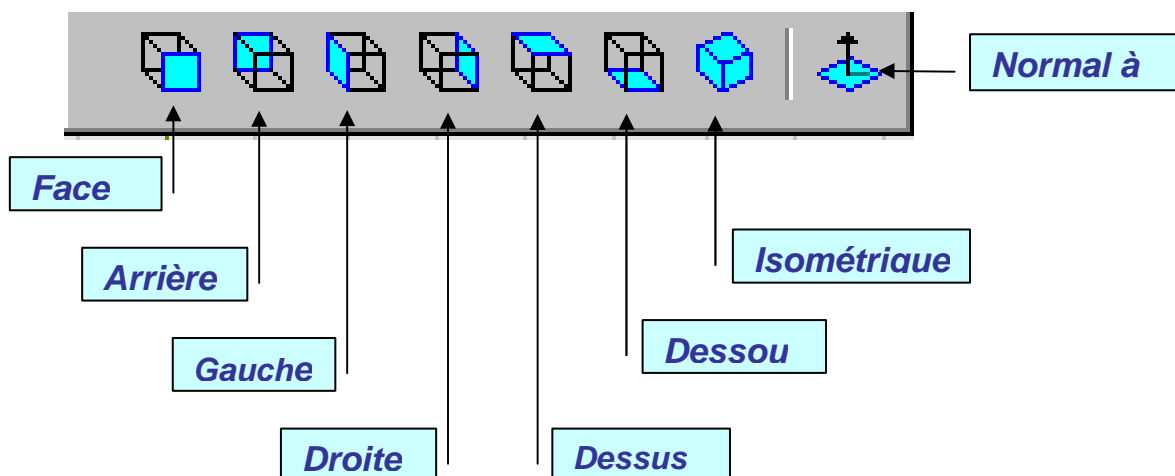 Normal à
Face
Isométrique
Arrière
Dessou
Gauche
Droite
Dessus